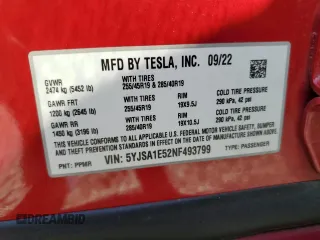 MFD BY TESLA, INC. 09/22
GVWR
2474 kg (5452 lb)
WITH TIRES
255/45R19 & 285/40R19
GAWR FRT
1200 kg (2645 lb)
WITH TIRES
255/45R19
RIM
19X9.5J
COLD TIRE PRESSURE
290 kPa, 42 psi
GAWR RR
1450 kg (3196 lb)
WITH TIRES
285/40R19
RIM
19X10.5J
COLD TIRE PRESSURE
290 kPa, 42 psi
THIS VEHICLE CONFORMS TO ALL APPLICABLE U.S. FEDERAL MOTOR VEHICLE SAFETY, BUMPER
AND THEFT PREVENTION STANDARDS IN EFFECT ON THE DATE OF MANUFACTURE SHOWN ABOVE.
VIN: 5YJSA1E52NF493799
PNT: PPMR
TYPE: PASSENGER